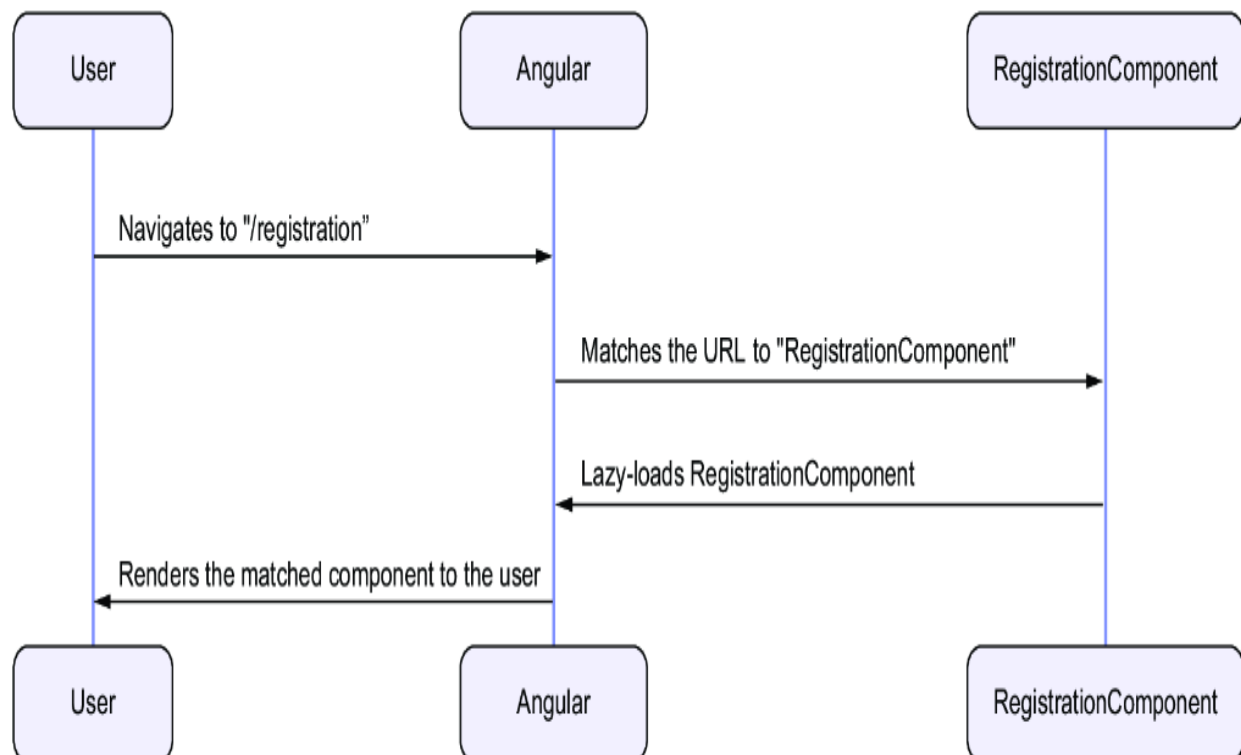 User
Angular
RegistrationComponent
Navigates to "/registration”
Matches the URL to "RegistrationComponent"
Lazy-loads RegistrationComponent
Renders the matched component to the user
User
Angular
RegistrationComponent